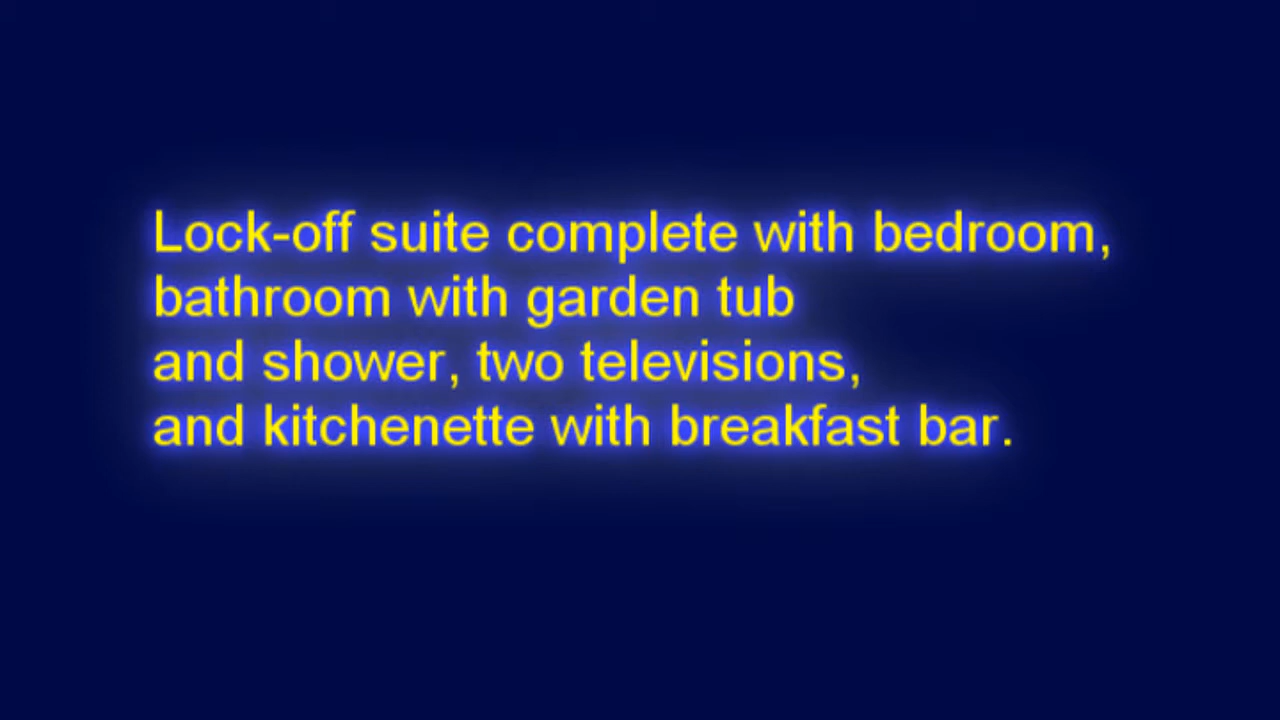 Lock-off suite complete with bedroom,
bathroom with garden tub
and shower, two televisions,
and kitchenette with breakfast bar.